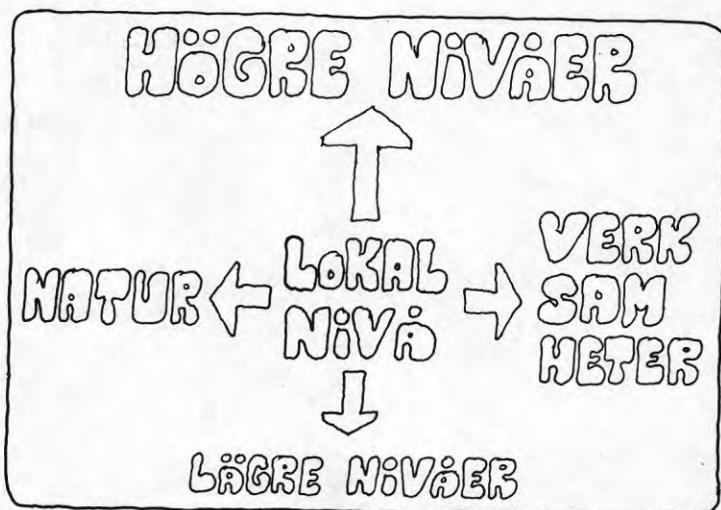 HÖGRE NIVÅER
LOKAL
NIVÅ
NATUR
VERK
SAM
HETER
LÄGRE NIVÅER